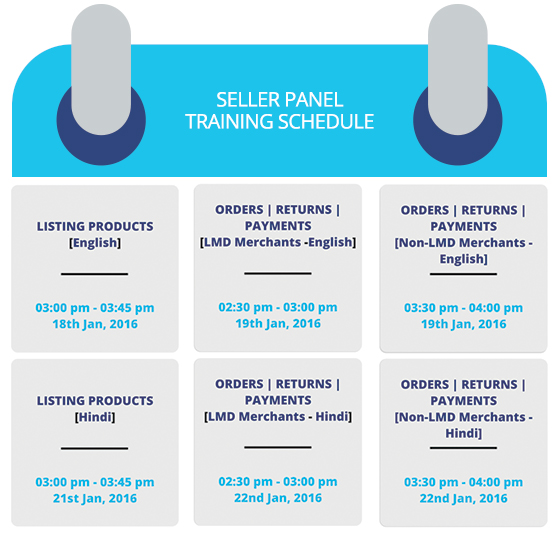 SELLER PANEL
TRAINING SCHEDULE
LISTING PRODUCTS
[English]
03:00 pm - 03:45 pm
18th Jan, 2016
ORDERS | RETURNS |
PAYMENTS
[LMD Merchants -English]
02:30 pm - 03:00 pm
19th Jan, 2016
ORDERS | RETURNS |
PAYMENTS
[Non-LMD Merchants -
English]
03:30 pm - 04:00 pm
19th Jan, 2016
LISTING PRODUCTS
[Hindi]
03:00 pm - 03:45 pm
21st Jan, 2016
ORDERS | RETURNS |
PAYMENTS
[LMD Merchants - Hindi]
02:30 pm - 03:00 pm
22nd Jan, 2016
ORDERS | RETURNS |
PAYMENTS
[Non-LMD Merchants -
Hindi]
03:30 pm - 04:00 pm
22nd Jan, 2016